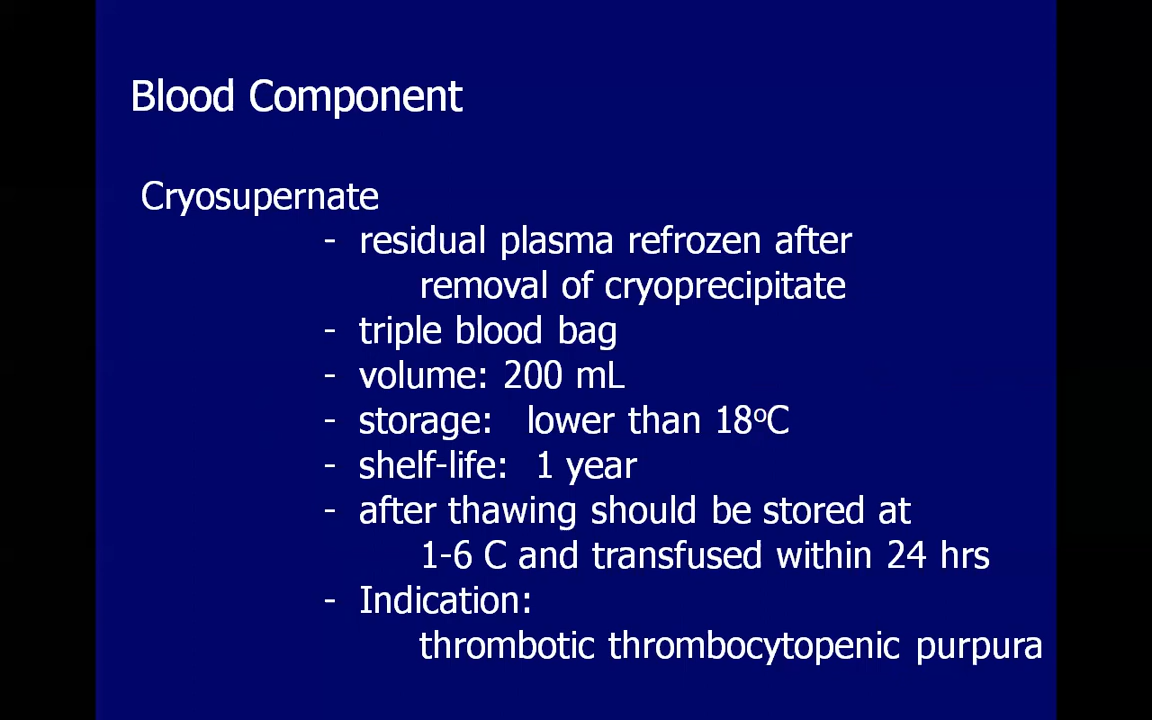 Blood Component
Cryosupernate
- residual plasma refrozen after
removal of cryoprecipitate
- triple blood bag
- volume: 200 mL
- storage: lower than 18ºC
- shelf-life: 1 year
- after thawing should be stored at
1-6 C and transfused within 24 hrs
- Indication:
thrombotic thrombocytopenic purpura